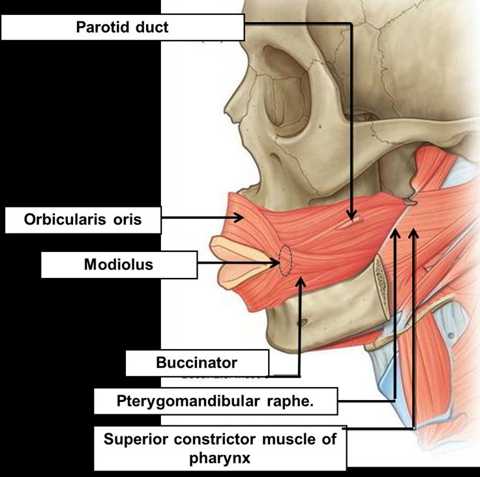 Parotid duct
Orbicularis oris
Modiolus
Buccinator
Pterygomandibular raphe.
Superior constrictor muscle of
pharynx